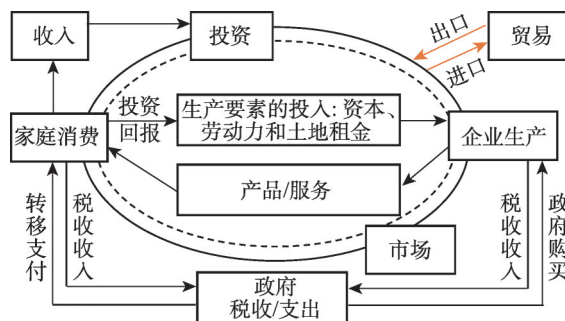 收入
投资
出口
进口
贸易
投资
回报
生产要素的投入: 资本、
劳动力和土地租金
家庭消费
企业生产
产品/服务
转移支付
税收收入
市场
税收收入
政府购买
政府
税收/支出